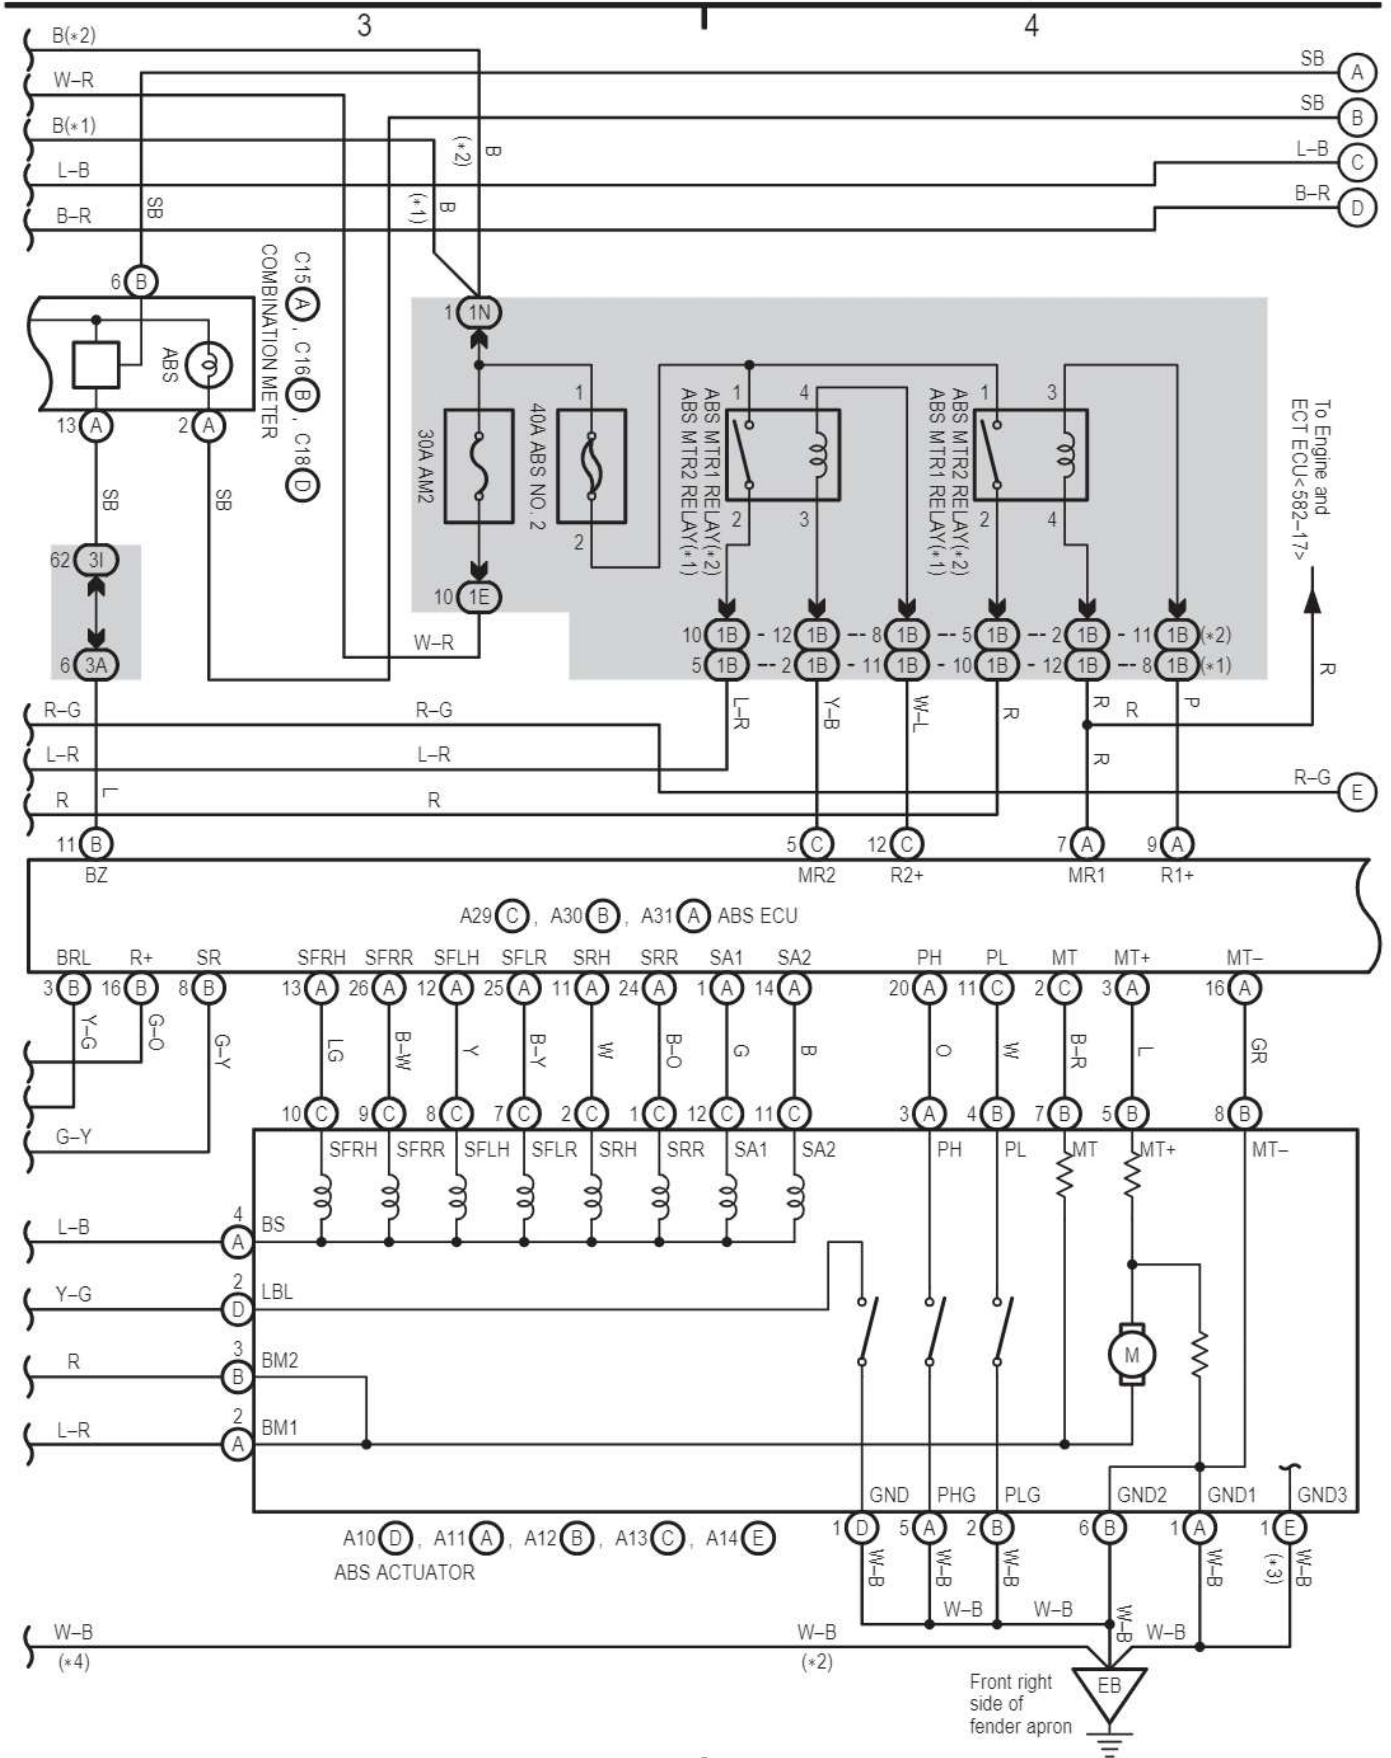 3 4
B(∗2)
SB A
W–R
SB B
B(∗1)
L–B C
L–B
B–R D
B–R
B (∗2)
B (∗1)
SB
6 B
C15 A , C16 B , C18 D
COMBINATION METER
ABS
13 A 2 A
SB SB
62 3I
6 3A
L
1 1N
30A AM2
1
40A ABS NO. 2
2
10 1E
W–R
1 4
ABS MTR1 RELAY(∗2)
ABS MTR2 RELAY(∗1)
2 3
1 3
ABS MTR2 RELAY(∗2)
ABS MTR1 RELAY(∗1)
2 4
To Engine and
ECT ECU<582–17>
R
10 1B - 12 1B -- 8 1B -- 5 1B -- 2 1B - 11 1B (∗2)
5 1B -- 2 1B - 11 1B - 10 1B - 12 1B -- 8 1B (∗1)
L–R Y–B W–L R R R P
R–G R–G
L–R L–R R
R–G E
R R
11 B 5 C 12 C 7 A 9 A
BZ MR2 R2+ MR1 R1+
A29 C , A30 B , A31 A ABS ECU
BRL R+ SR SFRH SFRR SFLH SFLR SRH SRR SA1 SA2 PH PL MT MT+ MT–
3 B 16 B 8 B 13 A 26 A 12 A 25 A 11 A 24 A 1 A 14 A 20 A 11 C 2 C 3 A 16 A
Y–G G–O G–Y LG B–W Y B–Y W B–O G B O W B–R L GR
10 C 9 C 8 C 7 C 2 C 1 C 12 C 11 C 3 A 4 B 7 B 5 B 8 B
G–Y
SFRH SFRR SFLH SFLR SRH SRR SA1 SA2 PH PL MT MT+ MT–
L–B 4 A BS
Y–G 2 D LBL
R 3 B BM2
M
L–R 2 A BM1
GND PHG PLG GND2 GND1 GND3
1 D 5 A 2 B 6 B 1 A 1 E
A10 D , A11 A , A12 B , A13 C , A14 E
ABS ACTUATOR
W–B W–B W–B W–B W–B W–B (∗3)
W–B W–B W–B
W–B W–B
(∗4) (∗2)
EB
Front right
side of
fender apron